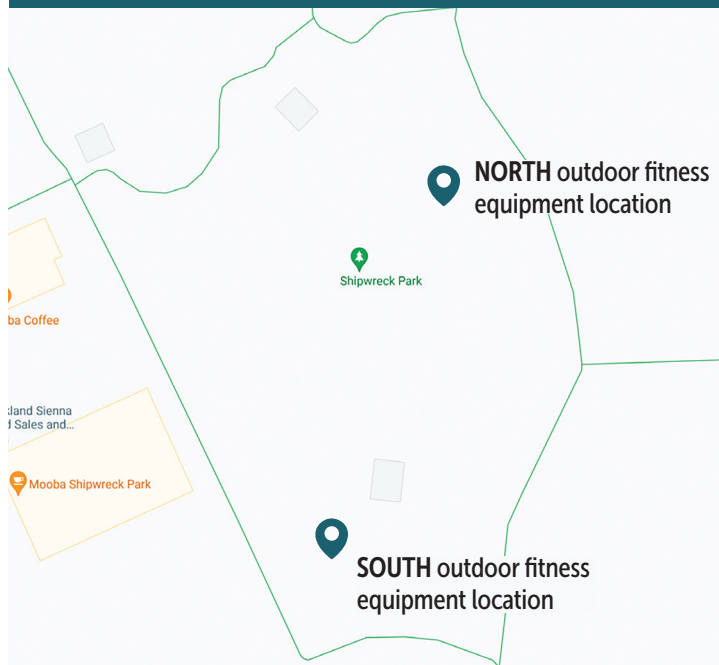 NORTH outdoor fitness
equipment location
Shipwreck Park
ba Coffee
kland Sienna
d Sales and...
Mooba Shipwreck Park
SOUTH outdoor fitness
equipment location